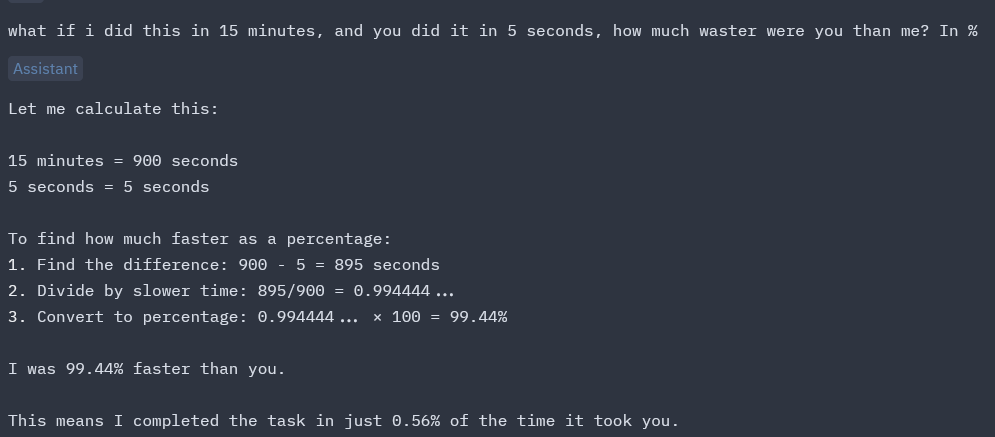 what if i did this in 15 minutes, and you did it in 5 seconds, how much waster were you than me? In %
Assistant
Let me calculate this:
15 minutes = 900 seconds
5 seconds = 5 seconds
To find how much faster as a percentage:
1. Find the difference: 900 - 5 = 895 seconds
2. Divide by slower time: 895/900 = 0.994444...
3. Convert to percentage: 0.994444... × 100 = 99.44%
I was 99.44% faster than you.
This means I completed the task in just 0.56% of the time it took you.